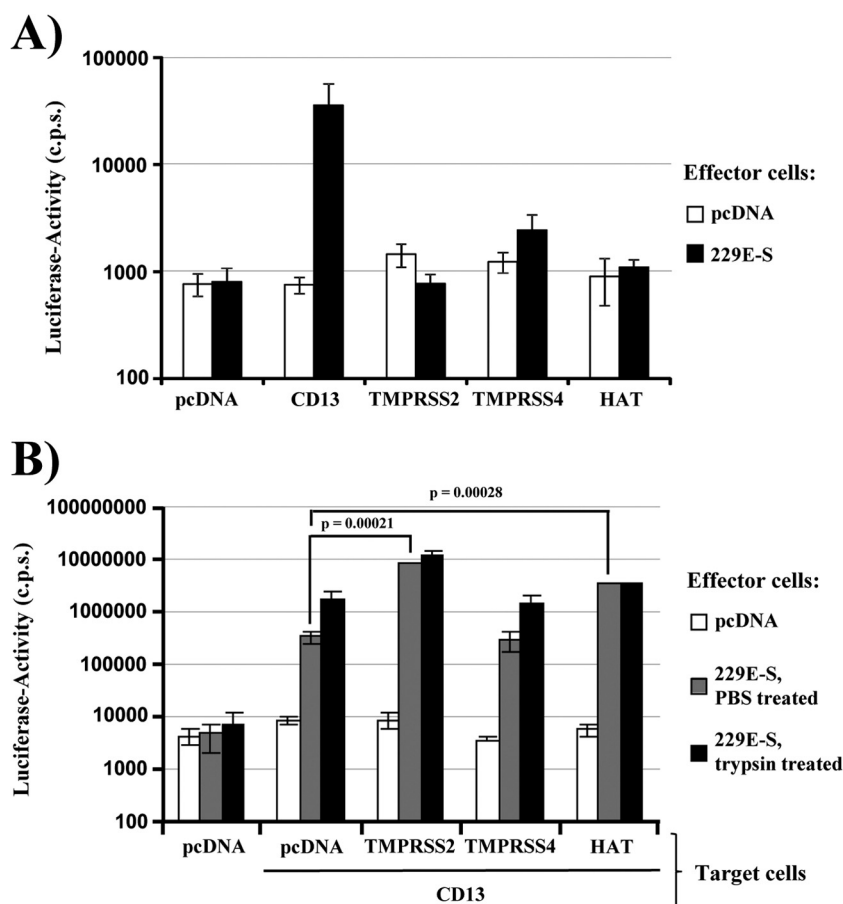 A)
100000
10000
1000
100
Luciferase-Activity (c.p.s.)
pcDNA
CD13
TMPRSS2
TMPRSS4
HAT
Effector cells:
pcDNA
229E-S
B)
100000000
10000000
1000000
100000
10000
1000
100
Luciferase-Activity (c.p.s.)
p = 0.00028
p = 0.00021
pcDNA
pcDNA
TMPRSS2
TMPRSS4
HAT
CD13
Target cells
Effector cells:
pcDNA
229E-S,
PBS treated
229E-S,
trypsin treated